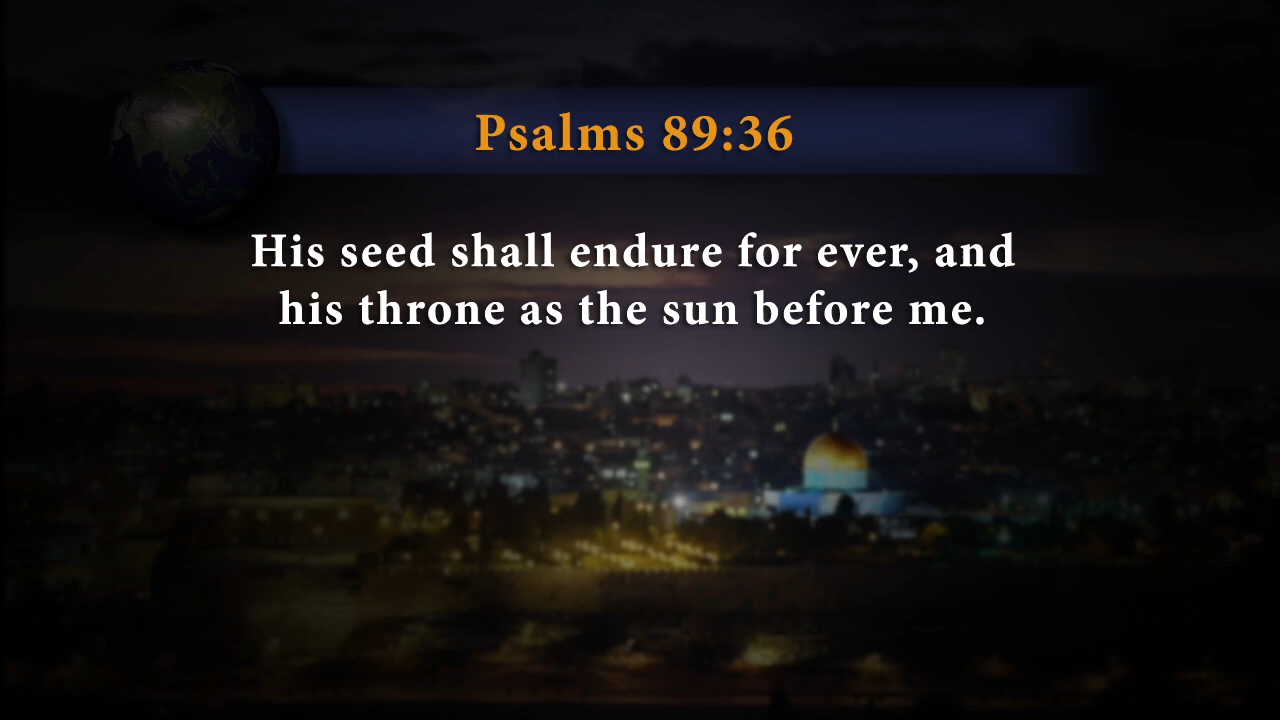 Psalms 89:36
His seed shall endure for ever, and
his throne as the sun before me.